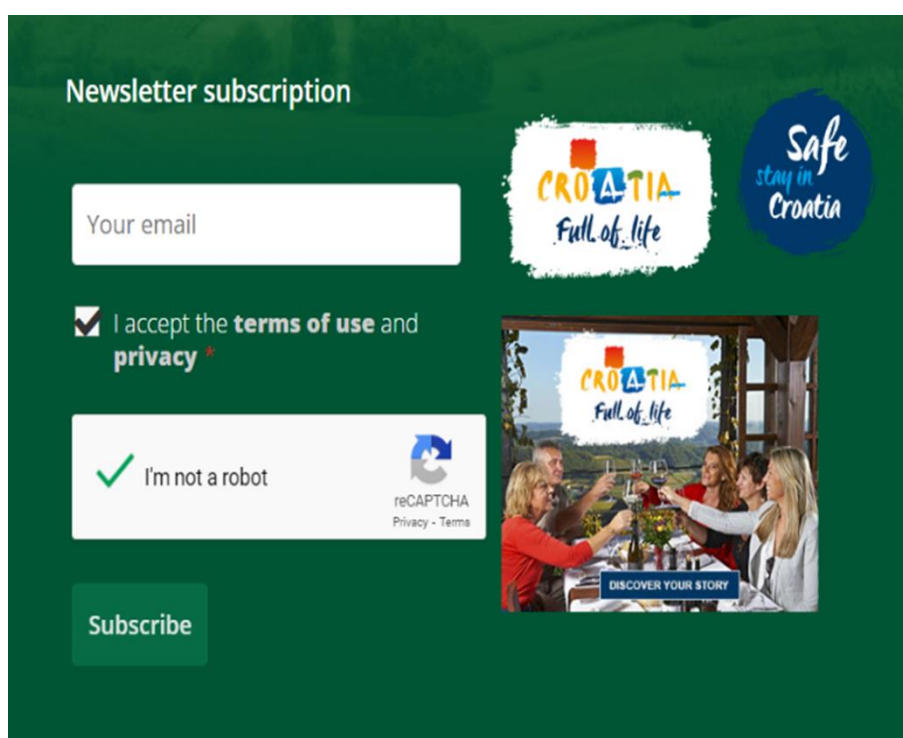 Newsletter subscription
Your email
I accept the terms of use and
privacy *
I'm not a robot
reCAPTCHA
Privacy - Terms
Subscribe
CROATIA
Full of life
Safe
stay in
Croatia
CROATIA
Full of life
DISCOVER YOUR STORY